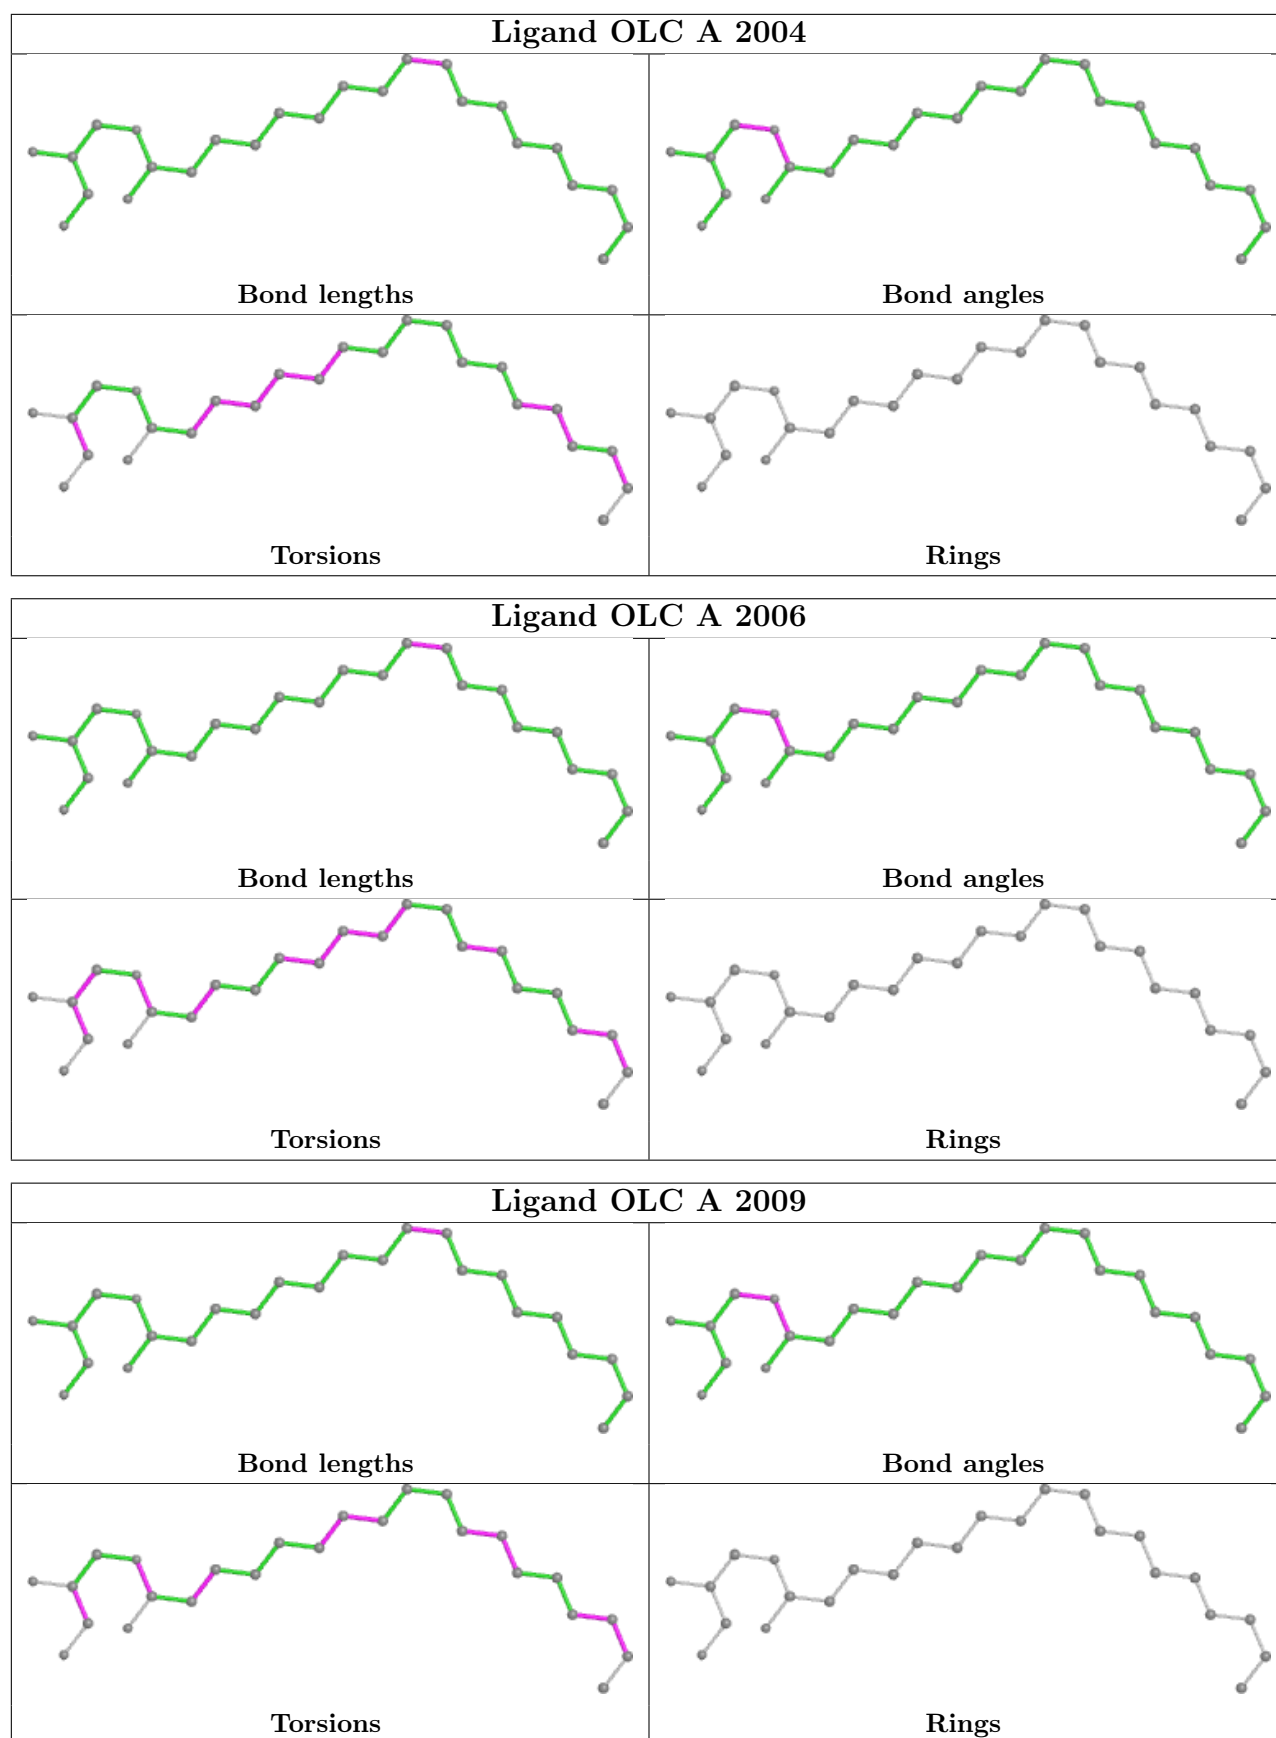 Ligand OLC A 2004
Bond lengths
Bond angles
Torsions
Rings
Ligand OLC A 2006
Bond lengths
Bond angles
Torsions
Rings
Ligand OLC A 2009
Bond lengths
Bond angles
Torsions
Rings